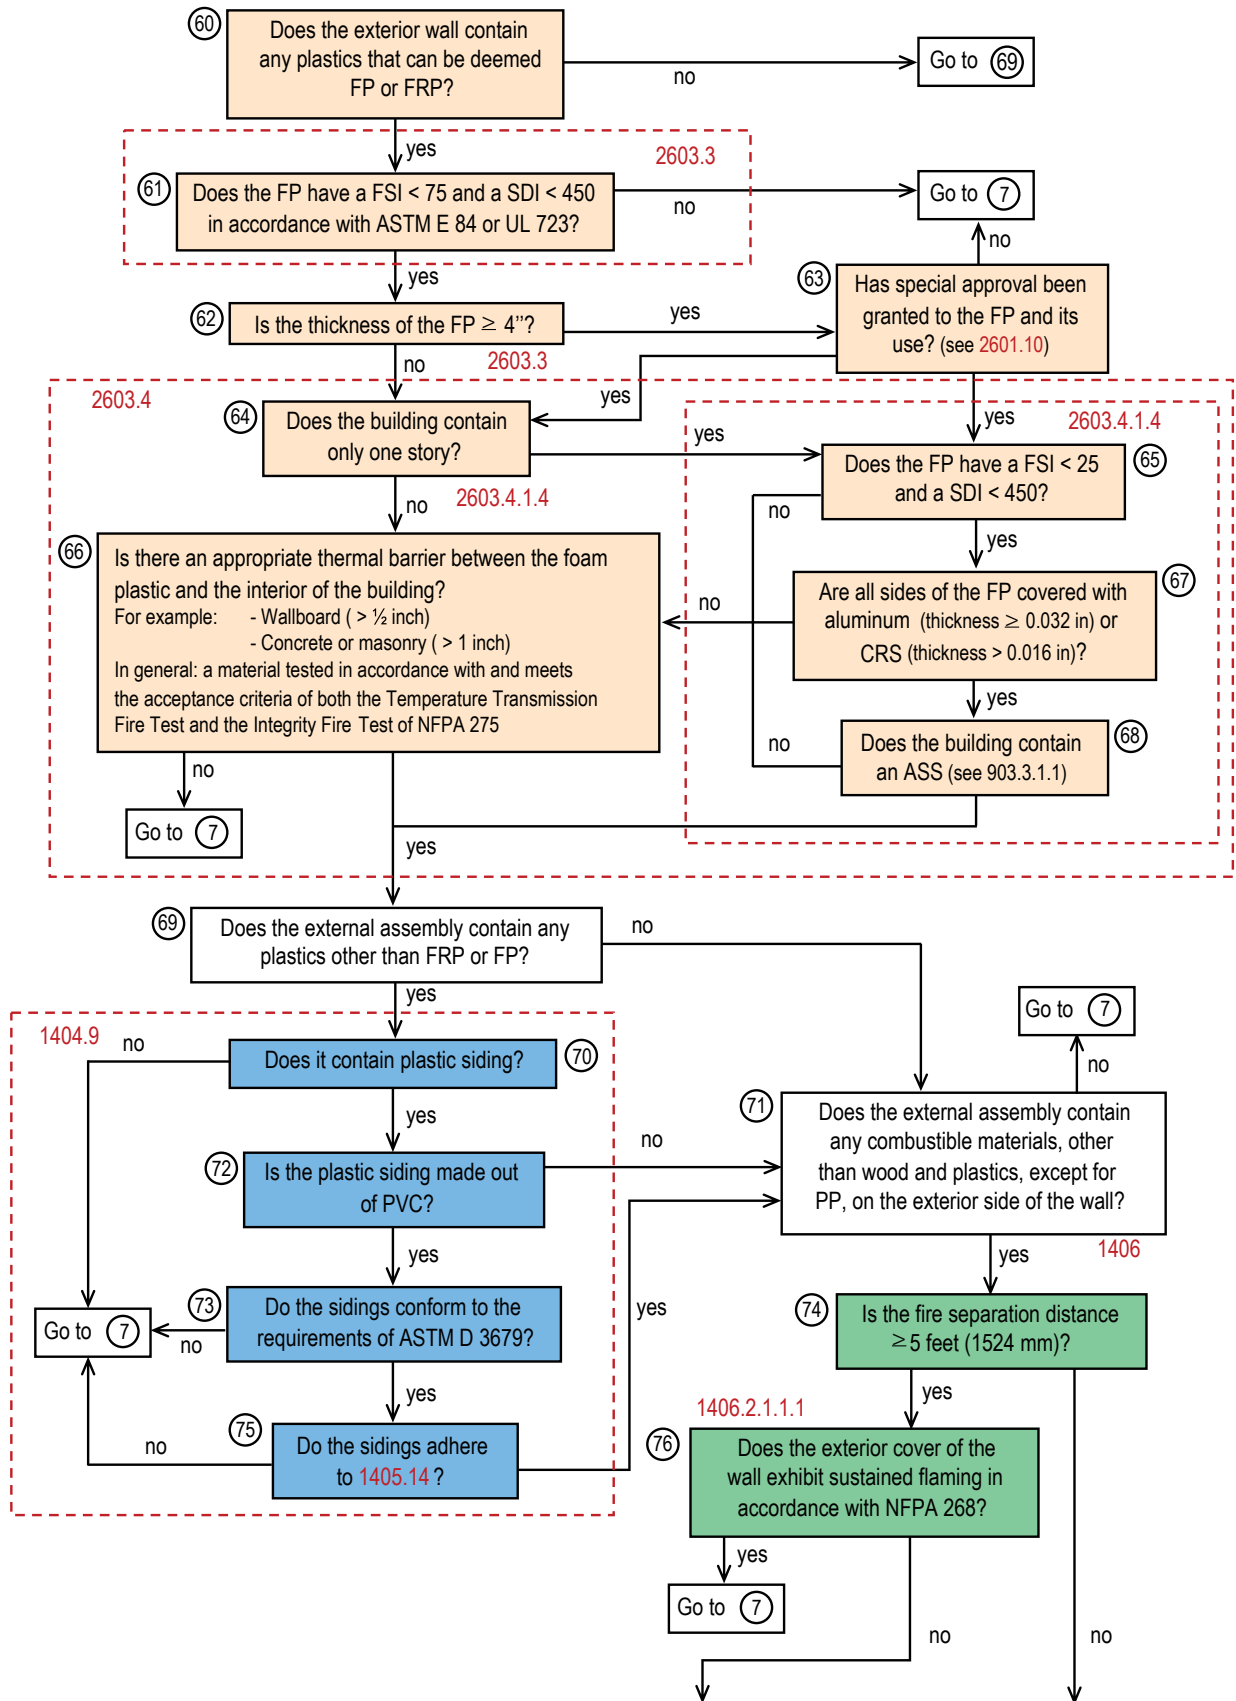 60
Does the exterior wall contain
any plastics that can be deemed
FP or FRP?
no
Go to 69
yes
2603.3
61
Does the FP have a FSI < 75 and a SDI < 450
in accordance with ASTM E 84 or UL 723?
no
Go to 7
no
yes
62
Is the thickness of the FP ≥ 4’’?
yes
63
Has special approval been
granted to the FP and its
use? (see 2601.10)
no
2603.3
yes
yes
2603.4
64
Does the building contain
only one story?
yes
2603.4.1.4
65
Does the FP have a FSI < 25
and a SDI < 450?
no
2603.4.1.4
no
yes
66
Is there an appropriate thermal barrier between the foam
plastic and the interior of the building?
For example: - Wallboard ( > ½ inch)
- Concrete or masonry ( > 1 inch)
In general: a material tested in accordance with and meets
the acceptance criteria of both the Temperature Transmission
Fire Test and the Integrity Fire Test of NFPA 275
no
67
Are all sides of the FP covered with
aluminum (thickness ≥ 0.032 in) or
CRS (thickness > 0.016 in)?
yes
no
68
Does the building contain
an ASS (see 903.3.1.1)
no
Go to 7
yes
69
Does the external assembly contain any
plastics other than FRP or FP?
no
yes
Go to 7
no
1404.9
no
70
Does it contain plastic siding?
yes
71
Does the external assembly contain
any combustible materials, other
than wood and plastics, except for
PP, on the exterior side of the wall?
1406
no
72
Is the plastic siding made out
of PVC?
yes
yes
73
Do the sidings conform to the
requirements of ASTM D 3679?
Go to 7
no
yes
74
Is the fire separation distance
≥ 5 feet (1524 mm)?
yes
yes
1406.2.1.1.1
75
Do the sidings adhere
to 1405.14 ?
no
76
Does the exterior cover of the
wall exhibit sustained flaming in
accordance with NFPA 268?
yes
Go to 7
no
no